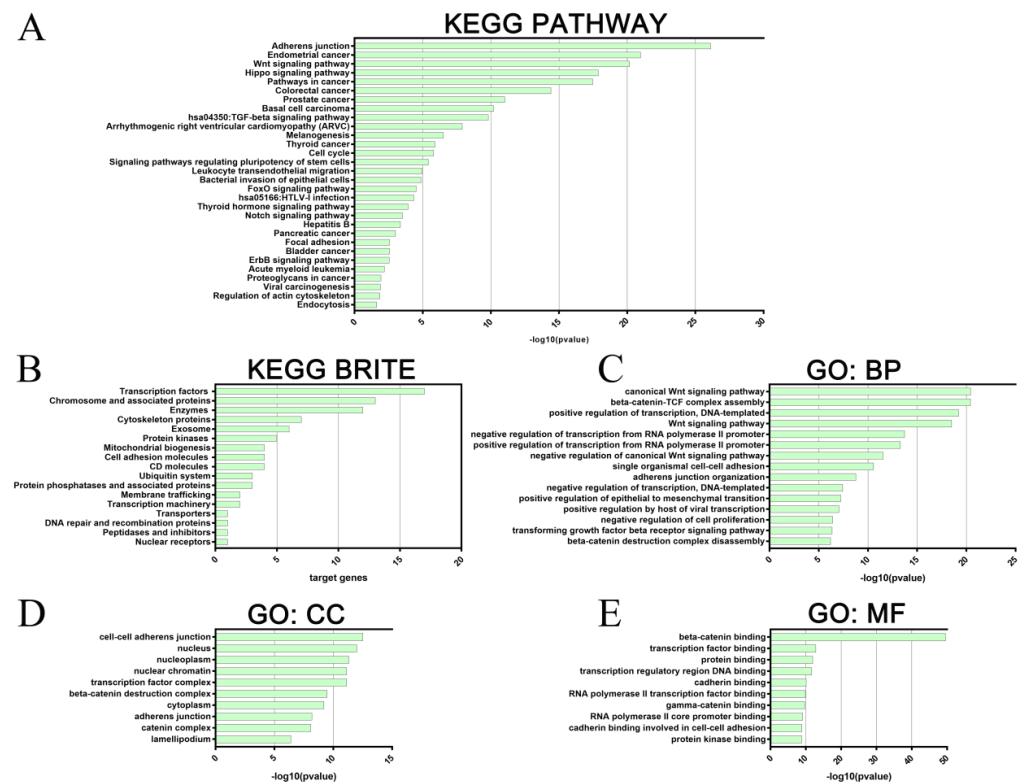 A
KEGG PATHWAY
Adherens junction
Endometrial cancer
Wnt signaling pathway
Hippo signaling pathway
Pathways in cancer
Colorectal cancer
Prostate cancer
Basal cell carcinoma
hsa04350:TGF-beta signaling pathway
Arrhythmogenic right ventricular cardiomyopathy (ARVC)
Melanogenesis
Thyroid cancer
Cell cycle
Signaling pathways regulating pluripotency of stem cells
Leukocyte transendothelial migration
Bacterial invasion of epithelial cells
FoxO signaling pathway
hsa05166:HTLV-I infection
Thyroid hormone signaling pathway
Notch signaling pathway
Hepatitis B
Pancreatic cancer
Focal adhesion
Bladder cancer
ErbB signaling pathway
Acute myeloid leukemia
Proteoglycans in cancer
Viral carcinogenesis
Regulation of actin cytoskeleton
Endocytosis
0 5 10 15 20 25 30
-log10(pvalue)
B
KEGG BRITE
Transcription factors
Chromosome and associated proteins
Enzymes
Cytoskeleton proteins
Exosome
Protein kinases
Mitochondrial biogenesis
Cell adhesion molecules
CD molecules
Ubiquitin system
Protein phosphatases and associated proteins
Membrane trafficking
Transcription machinery
Transporters
DNA repair and recombination proteins
Peptidases and inhibitors
Nuclear receptors
0 5 10 15 20
target genes
C
GO: BP
canonical Wnt signaling pathway
beta-catenin-TCF complex assembly
positive regulation of transcription, DNA-templated
Wnt signaling pathway
negative regulation of transcription from RNA polymerase II promoter
positive regulation of transcription from RNA polymerase II promoter
negative regulation of canonical Wnt signaling pathway
single organismal cell-cell adhesion
adherens junction organization
negative regulation of transcription, DNA-templated
positive regulation of epithelial to mesenchymal transition
positive regulation by host of viral transcription
negative regulation of cell proliferation
transforming growth factor beta receptor signaling pathway
beta-catenin destruction complex disassembly
0 5 10 15 20 25
-log10(pvalue)
D
GO: CC
cell-cell adherens junction
nucleus
nucleoplasm
nuclear chromatin
transcription factor complex
beta-catenin destruction complex
cytoplasm
adherens junction
catenin complex
lamellipodium
0 5 10 15
-log10(pvalue)
E
GO: MF
beta-catenin binding
transcription factor binding
protein binding
transcription regulatory region DNA binding
cadherin binding
RNA polymerase II transcription factor binding
gamma-catenin binding
RNA polymerase II core promoter binding
cadherin binding involved in cell-cell adhesion
protein kinase binding
0 10 20 30 40 50
-log10(pvalue)